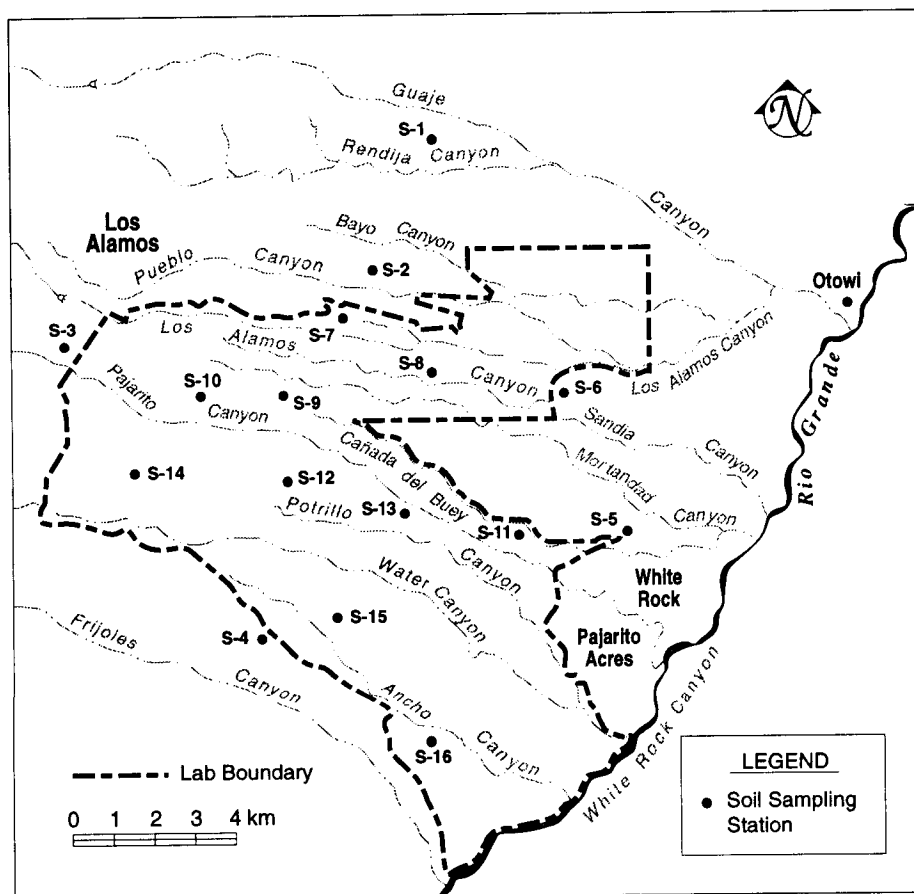 Guaje
Canyon
S-1
Rendija Canyon
N
Los
Alamos
Bayo Canyon
Pueblo Canyon
S-2
Otowi
S-3
Los Alamos Canyon
S-7
S-8
S-6
Los Alamos Canyon
Rio Grande
S-10
S-9
Pajarito Canyon
Sandia Canyon
Cañada del Buey
Mortandad Canyon
S-14
S-12
S-13
Potrillo Canyon
S-11
S-5
White
Rock
Water Canyon
Pajarito
Acres
S-15
S-4
Frijoles Canyon
Ancho Canyon
S-16
White Rock Canyon
Lab Boundary
0 1 2 3 4 km
LEGEND
Soil Sampling
Station